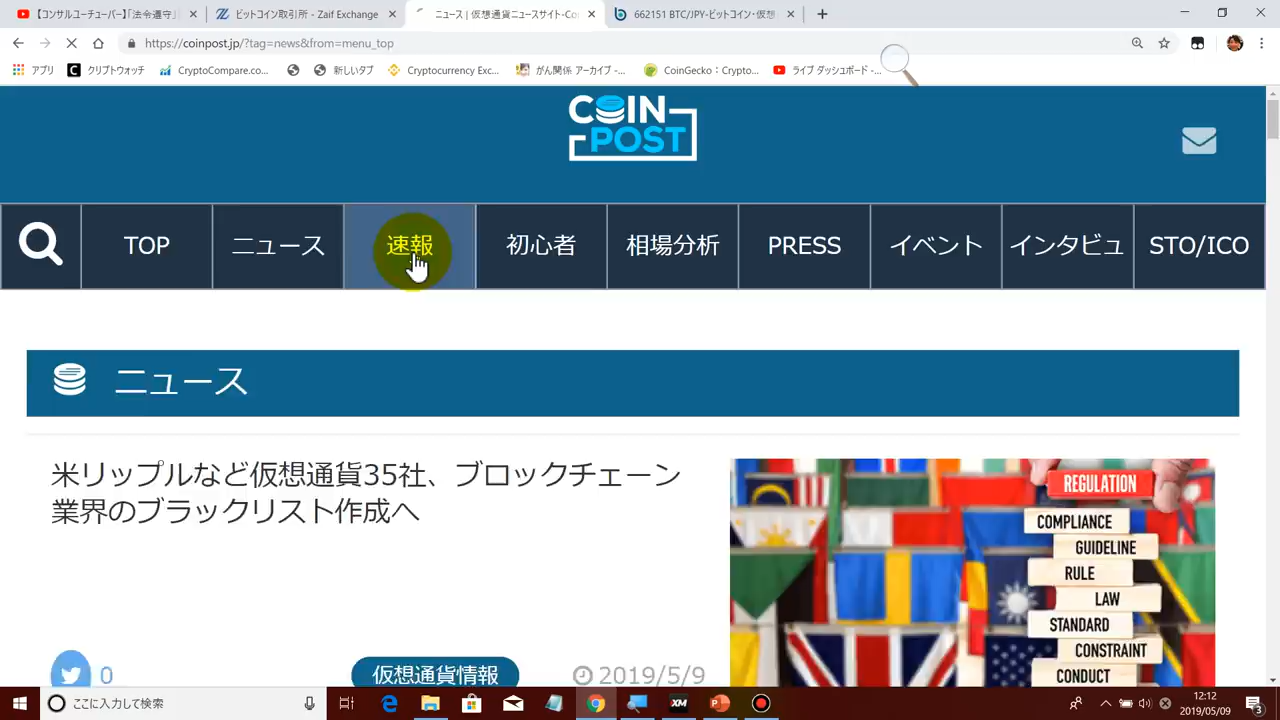 【コンサルユーチューバー】「法令遵守」
ビットコイン取引所 - Zaif Exchange
ニュース | 仮想通貨ニュースサイト-Co
662151 BTC/JPY-ビットコイン・仮想
https://coinpost.jp/?tag=news&from=menu_top
アプリ
クリプトウォッチ
CryptoCompare.co...
新しいタブ
Cryptocurrency Exc...
がん関係 アーカイブ -...
CoinGecko：Crypto...
ライブ ダッシュボード -...
COIN
POST
TOP
ニュース
速報
初心者
相場分析
PRESS
イベント
インタビュ
STO/ICO
ニュース
米リップルなど仮想通貨35社、ブロックチェーン
業界のブラックリスト作成へ
0
仮想通貨情報
2019/5/9
REGULATION
COMPLIANCE
GUIDELINE
RULE
LAW
STANDARD
CONSTRAINT
CONDUCT
ここに入力して検索
XM
12:12
2019/05/09
3